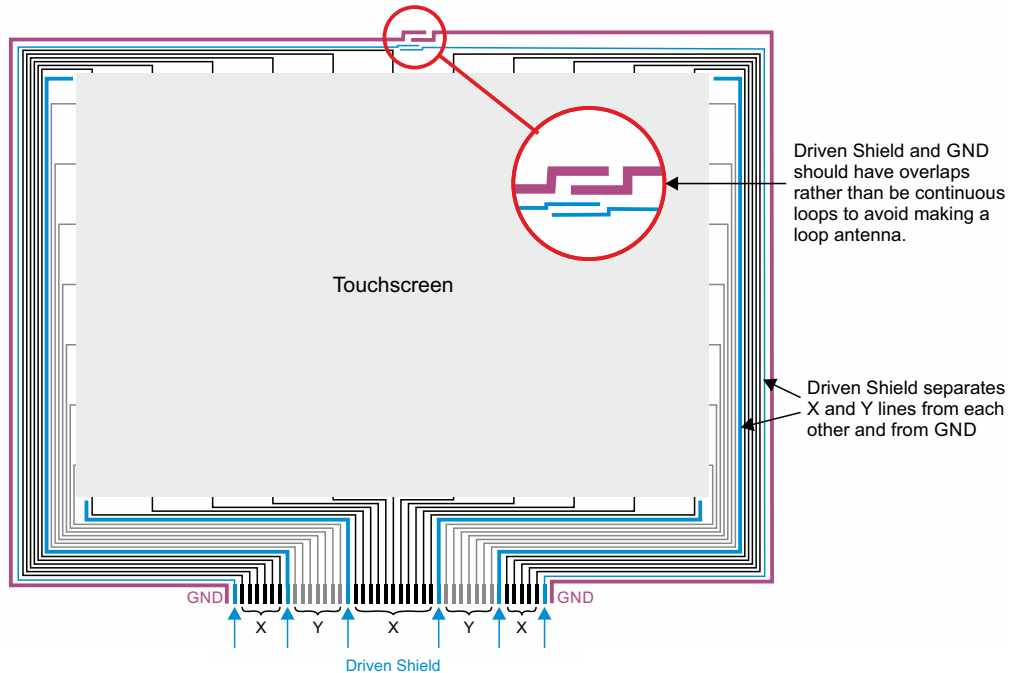 Driven Shield and GND
should have overlaps
rather than be continuous
loops to avoid making a
loop antenna.
Touchscreen
Driven Shield separates
X and Y lines from each
other and from GND
GND
GND
X
Y
X
Y
X
Driven Shield